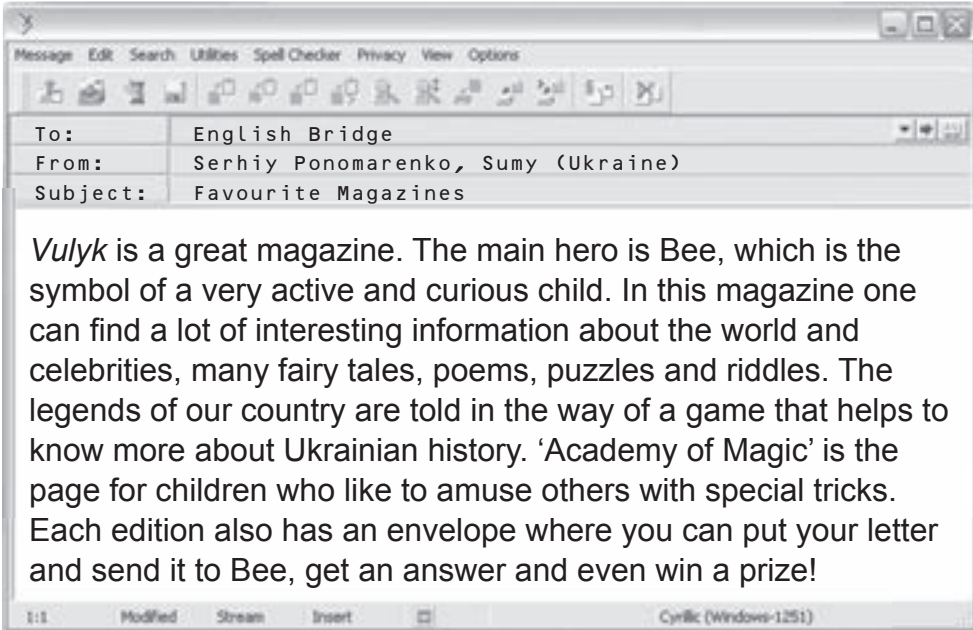 Message Edit Search Utilities Spell Checker Privacy View Options
To: English Bridge
From: Serhiy Ponomarenko, Sumy (Ukraine)
Subject: Favourite Magazines
Vulyk is a great magazine. The main hero is Bee, which is the
symbol of a very active and curious child. In this magazine one
can find a lot of interesting information about the world and
celebrities, many fairy tales, poems, puzzles and riddles. The
legends of our country are told in the way of a game that helps to
know more about Ukrainian history. ‘Academy of Magic’ is the
page for children who like to amuse others with special tricks.
Each edition also has an envelope where you can put your letter
and send it to Bee, get an answer and even win a prize!
1:1 Modified Stream Insert Cyrillic (Windows-1251)